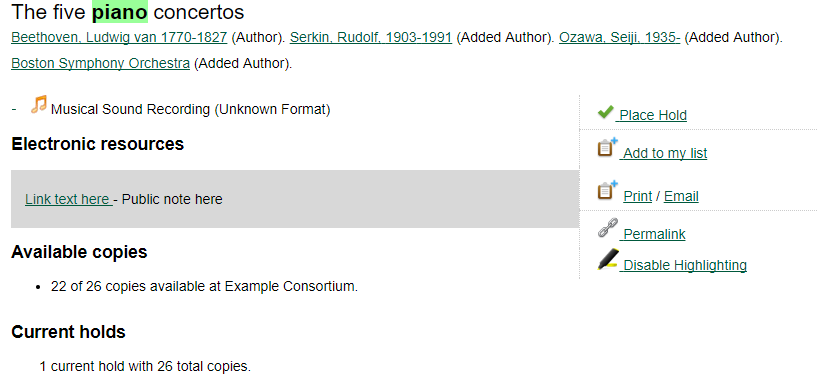 The five piano concertos
Beethoven, Ludwig van 1770-1827 (Author). Serkin, Rudolf, 1903-1991 (Added Author). Ozawa, Seiji, 1935- (Added Author).
Boston Symphony Orchestra (Added Author).
- Musical Sound Recording (Unknown Format)
Electronic resources
Link text here - Public note here
Available copies
• 22 of 26 copies available at Example Consortium.
Current holds
1 current hold with 26 total copies.
Place Hold
Add to my list
Print / Email
Permalink
Disable Highlighting